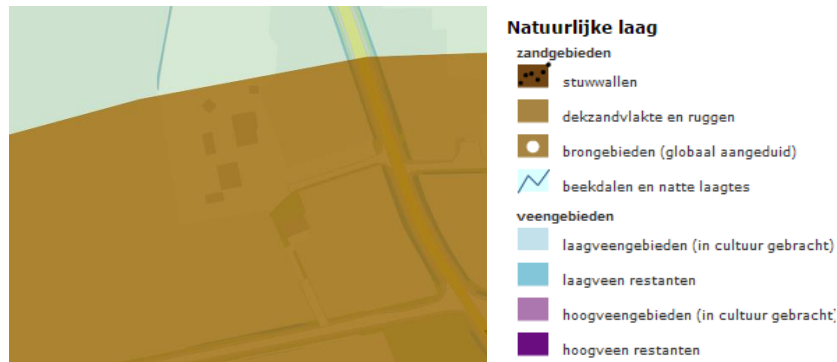 Natuurlijke laag
zandgebieden
stuwwallen
dekzandvlakte en ruggen
brongebieden (globaal aangeduid)
beekdalen en natte laagtes
veengebieden
laagveengebieden (in cultuur gebracht)
laagveen restanten
hoogveengebieden (in cultuur gebracht)
hoogveen restanten